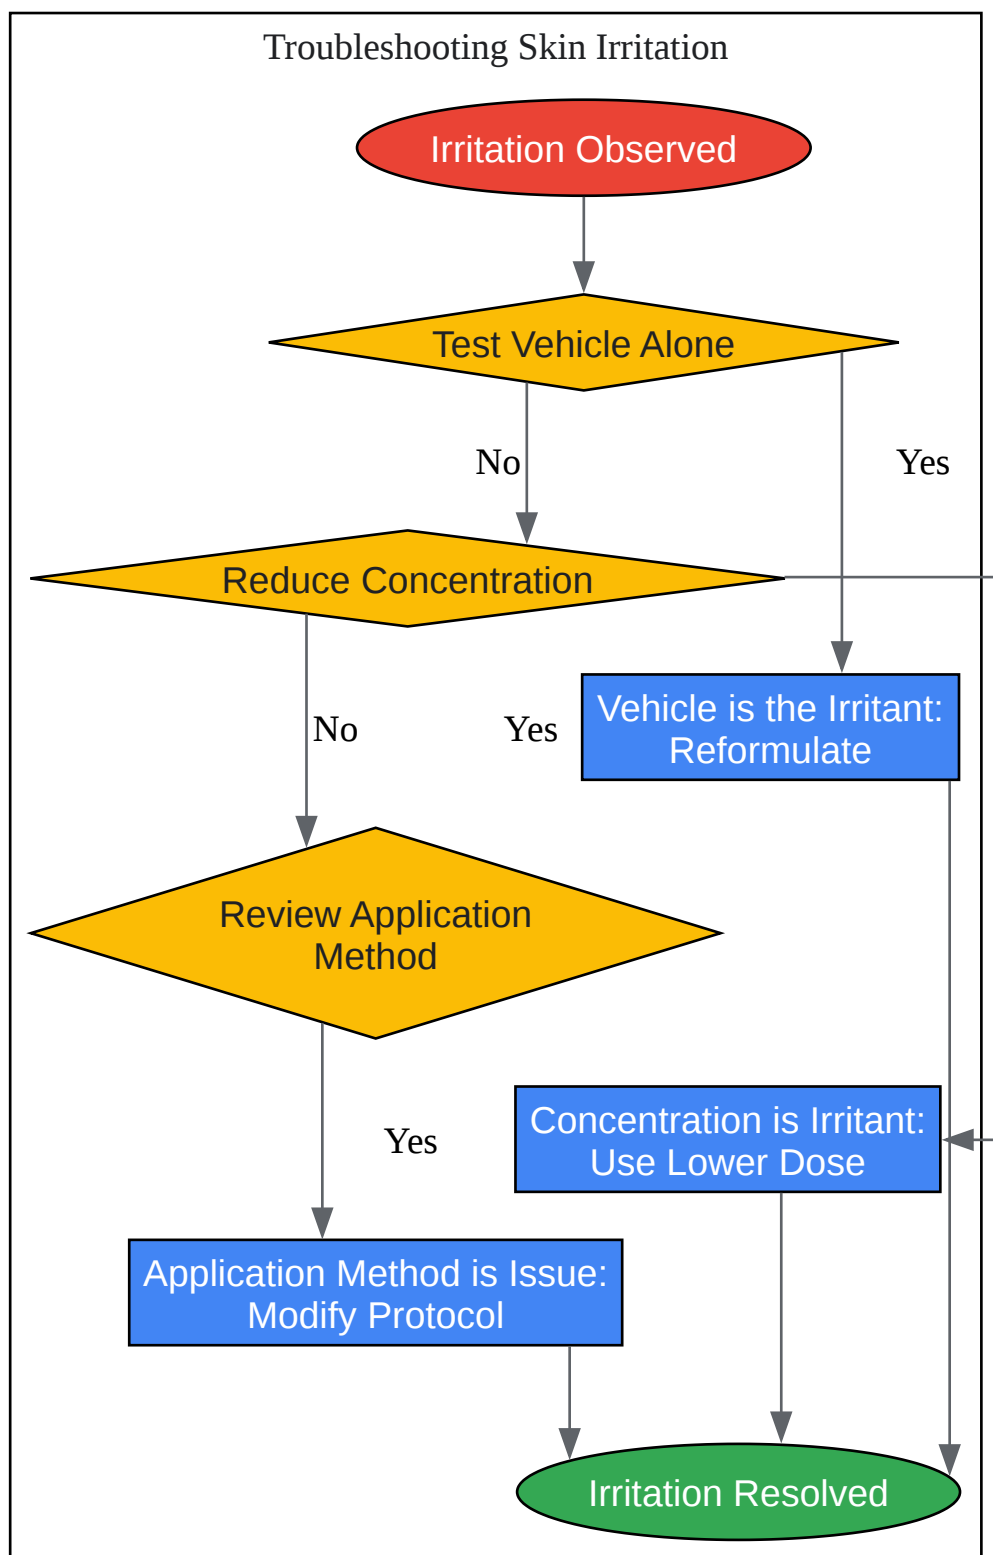 Troubleshooting Skin Irritation
Irritation Observed
Test Vehicle Alone
No
Yes
Reduce Concentration
No
Yes
Vehicle is the Irritant:
Reformulate
Review Application
Method
Yes
Concentration is Irritant:
Use Lower Dose
Application Method is Issue:
Modify Protocol
Irritation Resolved